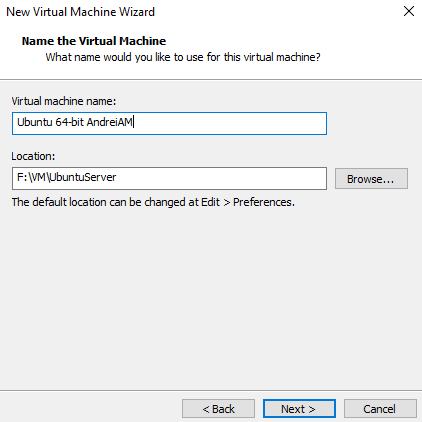 New Virtual Machine Wizard
Name the Virtual Machine
What name would you like to use for this virtual machine?
Virtual machine name:
Ubuntu 64-bit AndreiAM
Location:
F:\VM\UbuntuServer
Browse...
The default location can be changed at Edit > Preferences.
< Back
Next >
Cancel